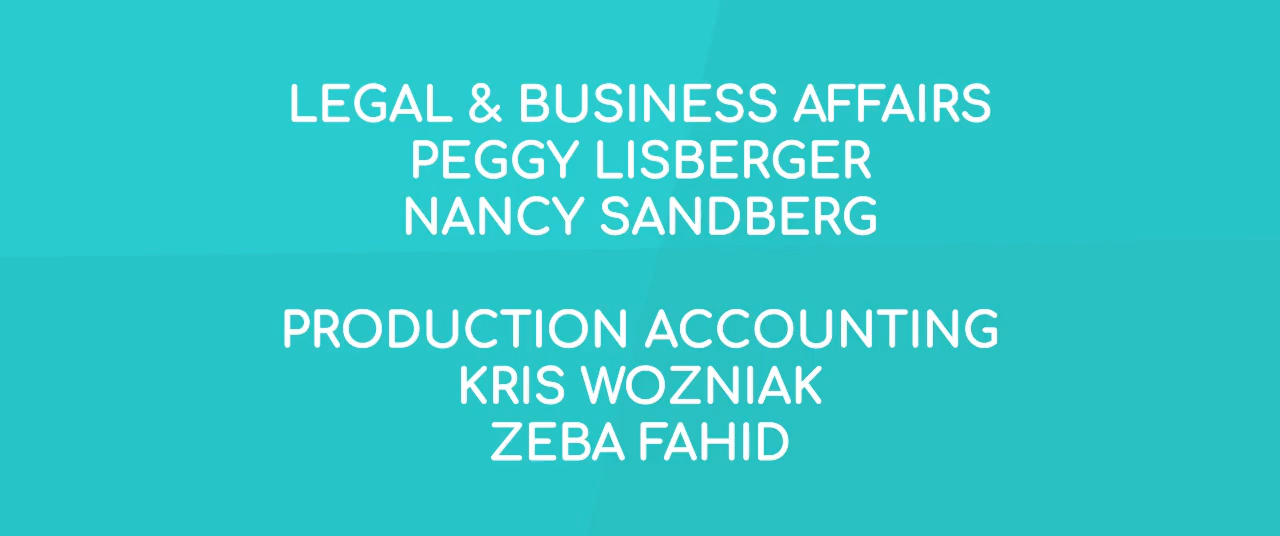 LEGAL & BUSINESS AFFAIRS
PEGGY LISBERGER
NANCY SANDBERG
PRODUCTION ACCOUNTING
KRIS WOZNIAK
ZEBA FAHID